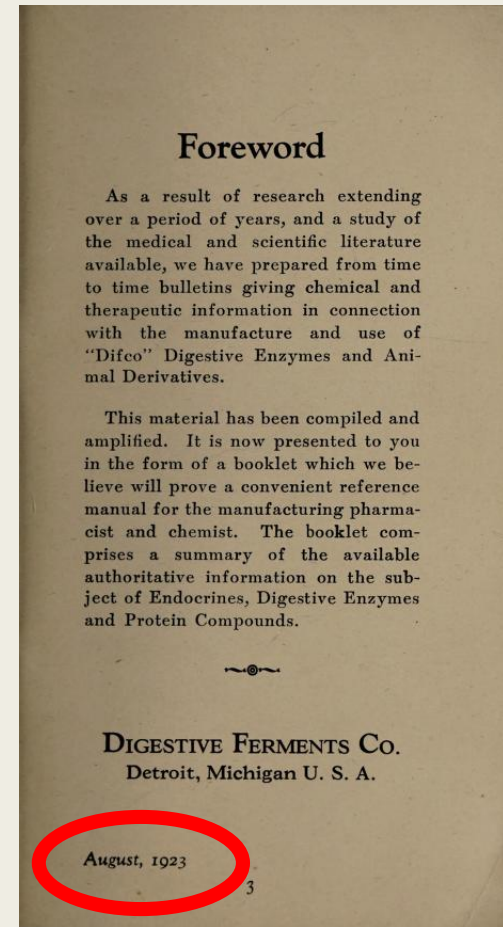 Foreword
As a result of research extending
over a period of years, and a study of
the medical and scientific literature
available, we have prepared from time
to time bulletins giving chemical and
therapeutic information in connection
with the manufacture and use of
"Difco" Digestive Enzymes and Ani-
mal Derivatives.
This material has been compiled and
amplified. It is now presented to you
in the form of a booklet which we be-
lieve will prove a convenient reference
manual for the manufacturing pharma-
cist and chemist. The booklet com-
prises a summary of the available
authoritative information on the sub-
ject of Endocrines, Digestive Enzymes
and Protein Compounds.
DIGESTIVE FERMENTS CO.
Detroit, Michigan U. S. A.
August, 1923
3